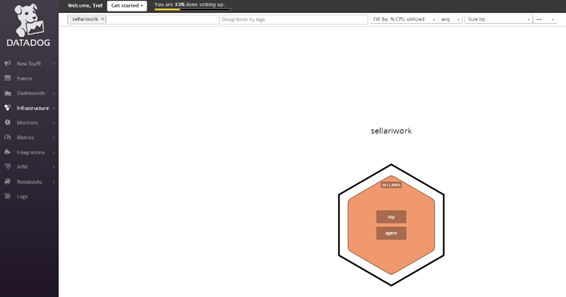 Welcome, Tref
Get started
You are 33% done setting up.
sellariwork
Group hosts by tags
Fill by: % CPU utilized
avg
Size by:
DATADOG
New Stuff!
Events
Dashboards
Infrastructure
Monitors
Metrics
Integrations
APM
Notebooks
Logs
sellariwork
ntp
agent